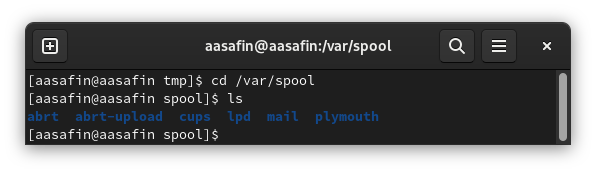 aasafin@aasafin:/var/spool
[aasafin@aasafin tmp]$ cd /var/spool
[aasafin@aasafin spool]$ ls
abrt  abrt-upload  cups  lpd  mail  plymouth
[aasafin@aasafin spool]$